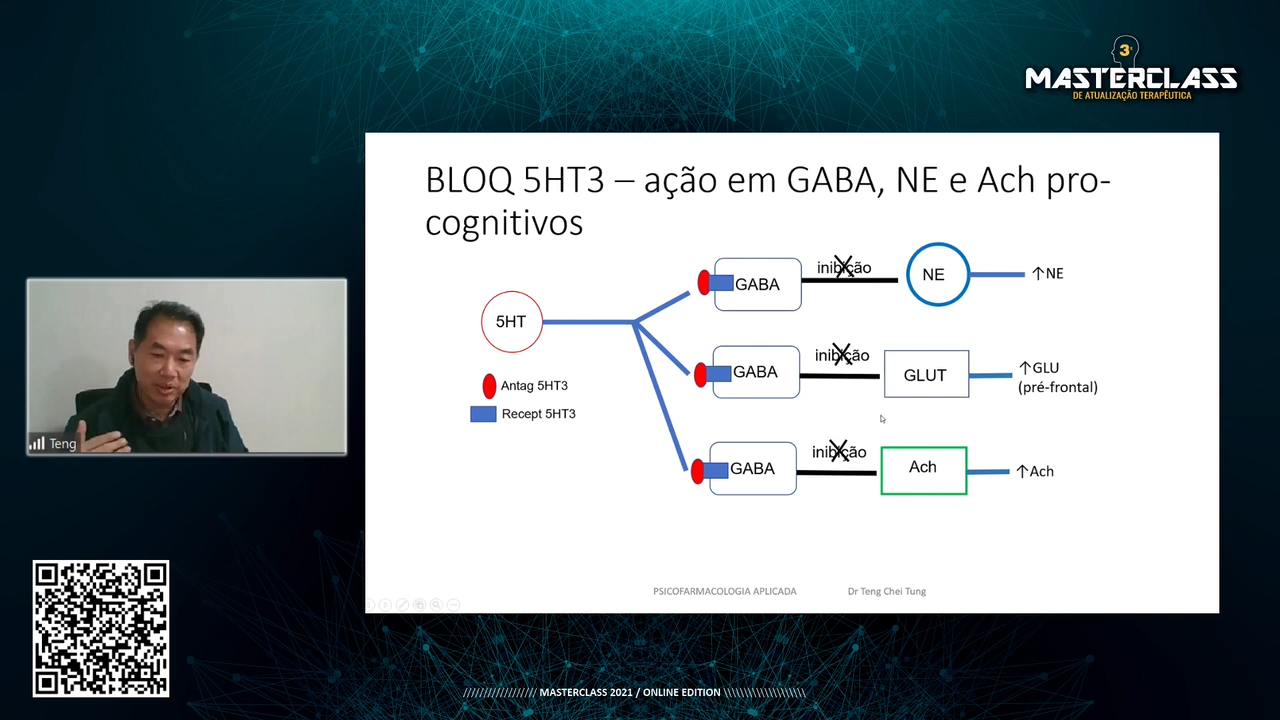 3ª
MASTERCLASS
DE ATUALIZAÇÃO TERAPÊUTICA
BLOQ 5HT3 – ação em GABA, NE e Ach pro-
cognitivos
5HT
Antag 5HT3
Recept 5HT3
GABA
inibição
NE
↑NE
GABA
inibição
GLUT
↑GLU
(pré-frontal)
GABA
inibição
Ach
↑Ach
Teng
PSICOFARMACOLOGIA APLICADA
Dr Teng Chei Tung
MASTERCLASS 2021 / ONLINE EDITION